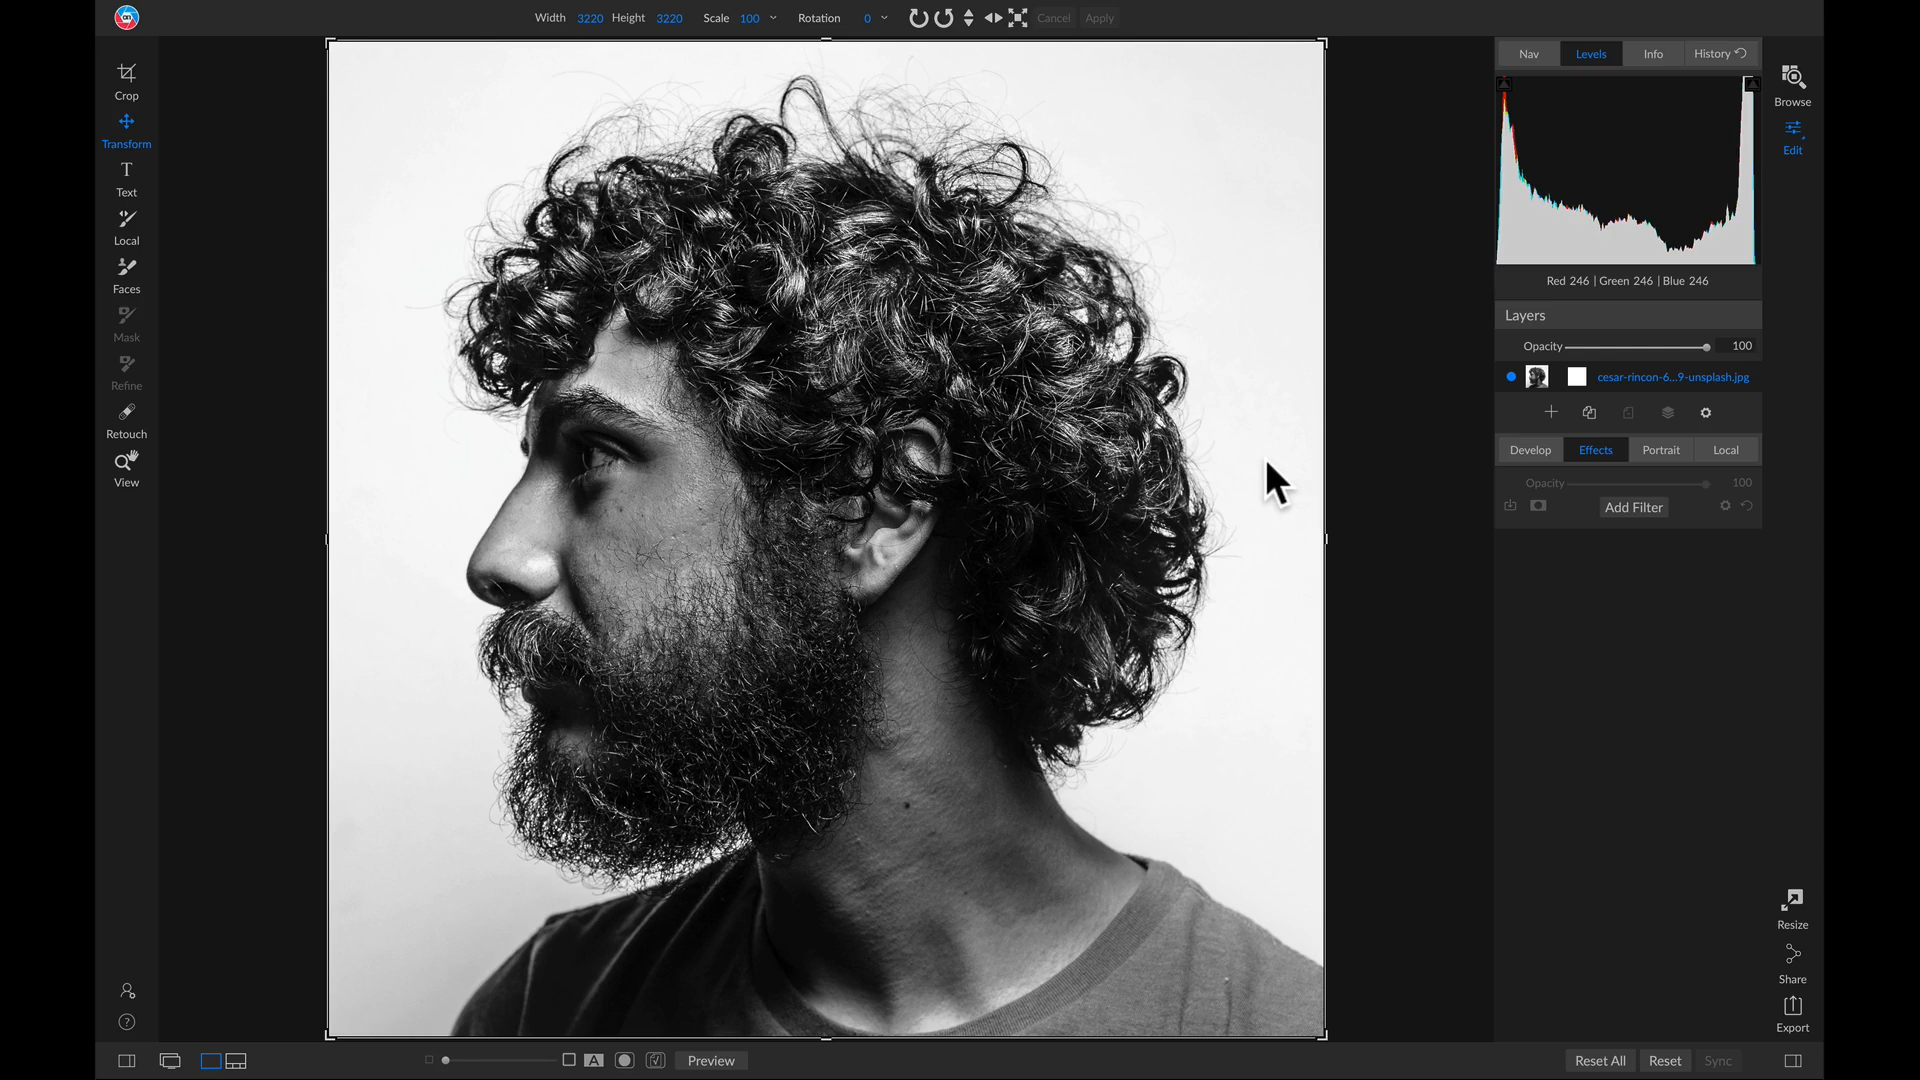 Width 3220 Height 3220 Scale 100 Rotation 0 Cancel Apply
Crop
Transform
T
Text
Local
Faces
Mask
Refine
Retouch
View
Nav Levels Info History
Red 246 | Green 246 | Blue 246
Layers
Opacity 100
cesar-rincon-6...9-unsplash.jpg
Develop Effects Portrait Local
Opacity 100
Add Filter
Browse
Edit
Resize
Share
Export
?
A Preview
Reset All Reset Sync